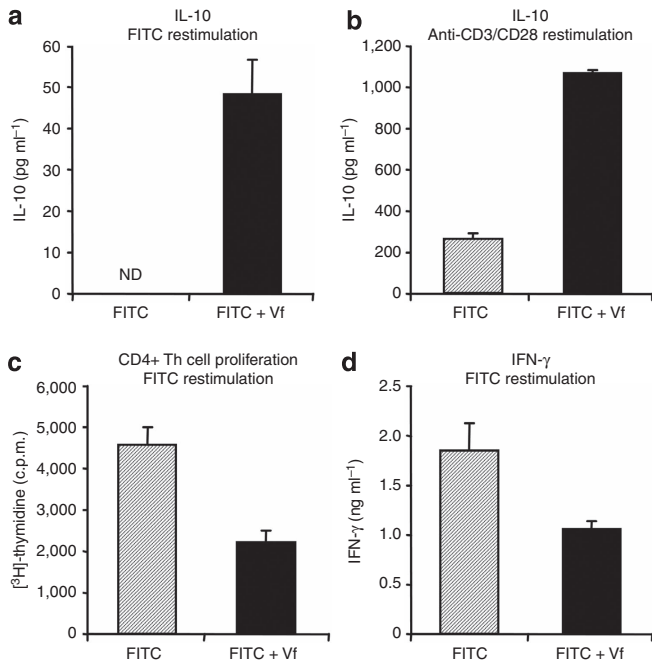 a
IL-10
FITC restimulation
IL-10 (pg ml⁻¹)
60
50
40
30
20
10
0
ND
FITC
FITC + Vf
b
IL-10
Anti-CD3/CD28 restimulation
IL-10 (pg ml⁻¹)
1,200
1,000
800
600
400
200
0
FITC
FITC + Vf
c
CD4+ Th cell proliferation
FITC restimulation
[³H]-thymidine (c.p.m.)
6,000
5,000
4,000
3,000
2,000
1,000
0
FITC
FITC + Vf
d
IFN-γ
FITC restimulation
IFN-γ (ng ml⁻¹)
2.5
2.0
1.5
1.0
0.5
0
FITC
FITC + Vf